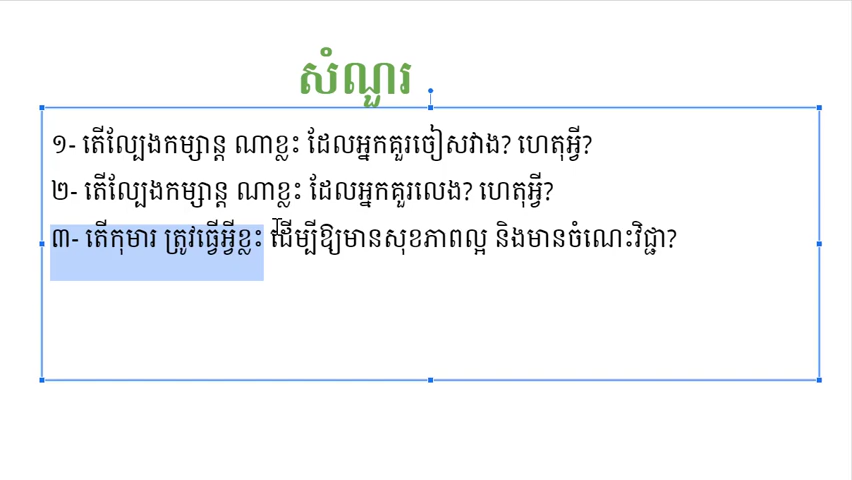 សំណួរ
១- តើល្បែងកម្សាន្ត ណាខ្លះ ដែលអ្នកគួរចៀសវាង? ហេតុអ្វី?
២- តើល្បែងកម្សាន្ត ណាខ្លះ ដែលអ្នកគួរលេង? ហេតុអ្វី?
៣- តើកុមារ ត្រូវធ្វើអ្វីខ្លះ ដើម្បីឱ្យមានសុខភាពល្អ និងមានចំណេះវិជ្ជា?